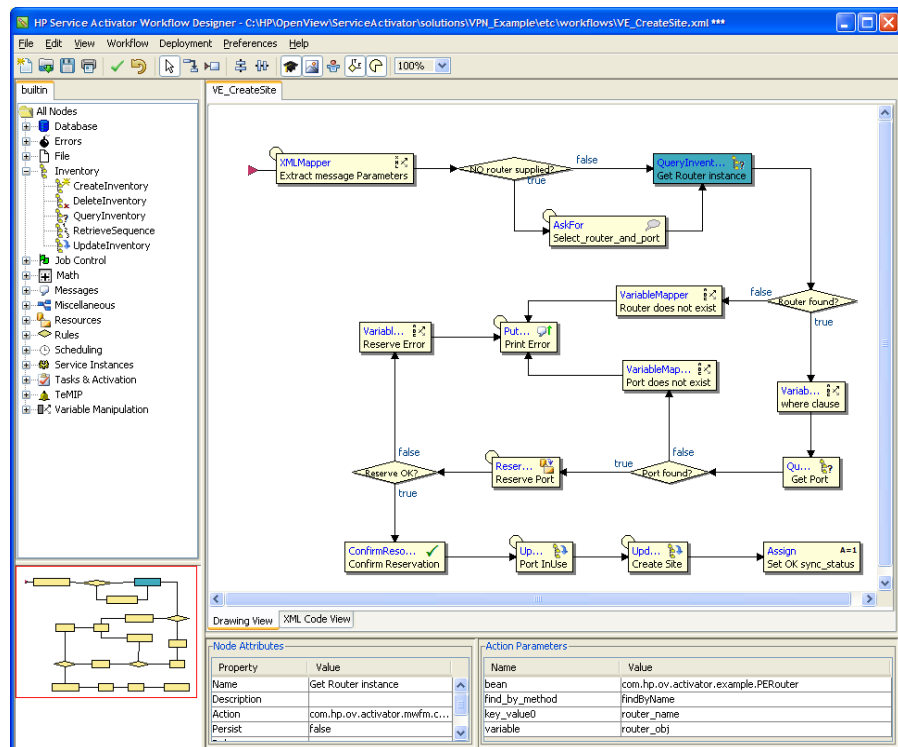 HP Service Activator Workflow Designer - C:\HP\OpenView\ServiceActivator\solutions\VPN_Example\etc\workflows\VE_CreateSite.xml ***
File Edit View Workflow Deployment Preferences Help
100%
builtin
All Nodes
Database
Errors
File
Inventory
CreateInventory
DeleteInventory
QueryInventory
RetrieveSequence
UpdateInventory
Job Control
Math
Messages
Miscellaneous
Resources
Rules
Scheduling
Service Instances
Tasks & Activation
TeMIP
Variable Manipulation
VE_CreateSite
XMLMapper
Extract message Parameters
NO router supplied?
false
true
QueryInvent...
Get Router instance
AskFor
Select_router_and_port
VariableMapper
Router does not exist
false
Router found?
true
Variabl...
Reserve Error
Put...
Print Error
VariableMap...
Port does not exist
Variab...
where clause
false
Reserve OK?
true
Reser...
Reserve Port
true
false
Port found?
Qu...
Get Port
ConfirmReso...
Confirm Reservation
Up...
Port InUse
Upd...
Create Site
Assign
A=1
Set OK sync_status
Drawing View XML Code View
Node Attributes
Property Value
Name Get Router instance
Description
Action com.hp.ov.activator.mwfm.c...
Persist false
Action Parameters
Name Value
bean com.hp.ov.activator.example.PERouter
find_by_method findByName
key_value0 router_name
variable router_obj